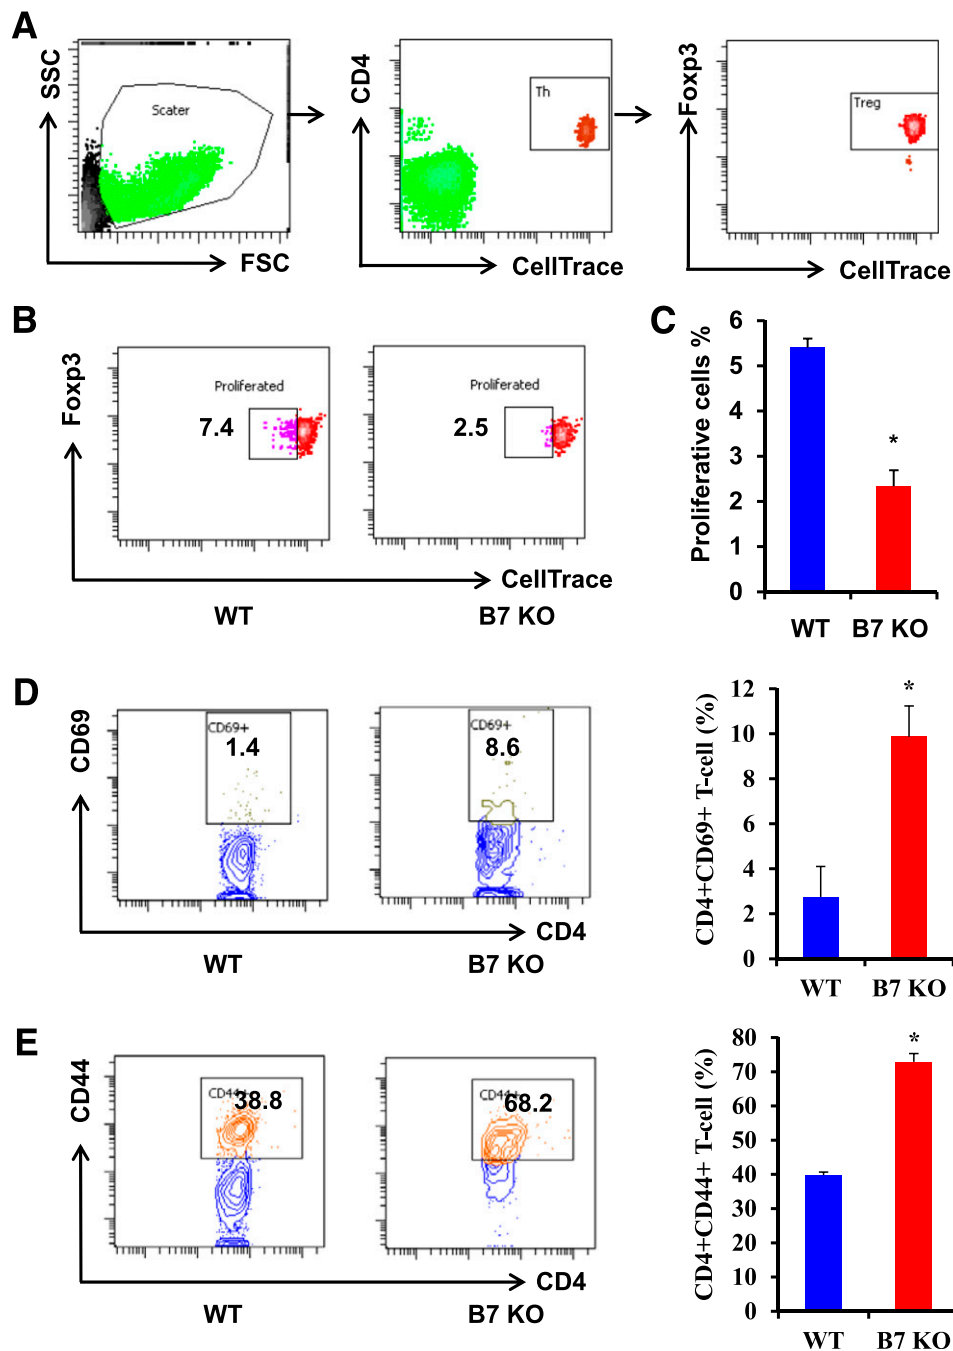 A
SSC
Scater
FSC
CD4
Th
CellTrace
Foxp3
Treg
CellTrace
B
Foxp3
Proliferated
7.4
Proliferated
2.5
CellTrace
WT
B7 KO
C
Proliferative cells %
6
5
4
3
2
1
0
*
WT
B7 KO
D
CD69
CD69+
1.4
CD69+
8.6
CD4
WT
B7 KO
CD4+CD69+ T-cell (%)
12
10
8
6
4
2
0
*
WT
B7 KO
E
CD44
CD44+
38.8
CD44+
68.2
CD4
WT
B7 KO
CD4+CD44+ T-cell (%)
80
70
60
50
40
30
20
10
0
*
WT
B7 KO